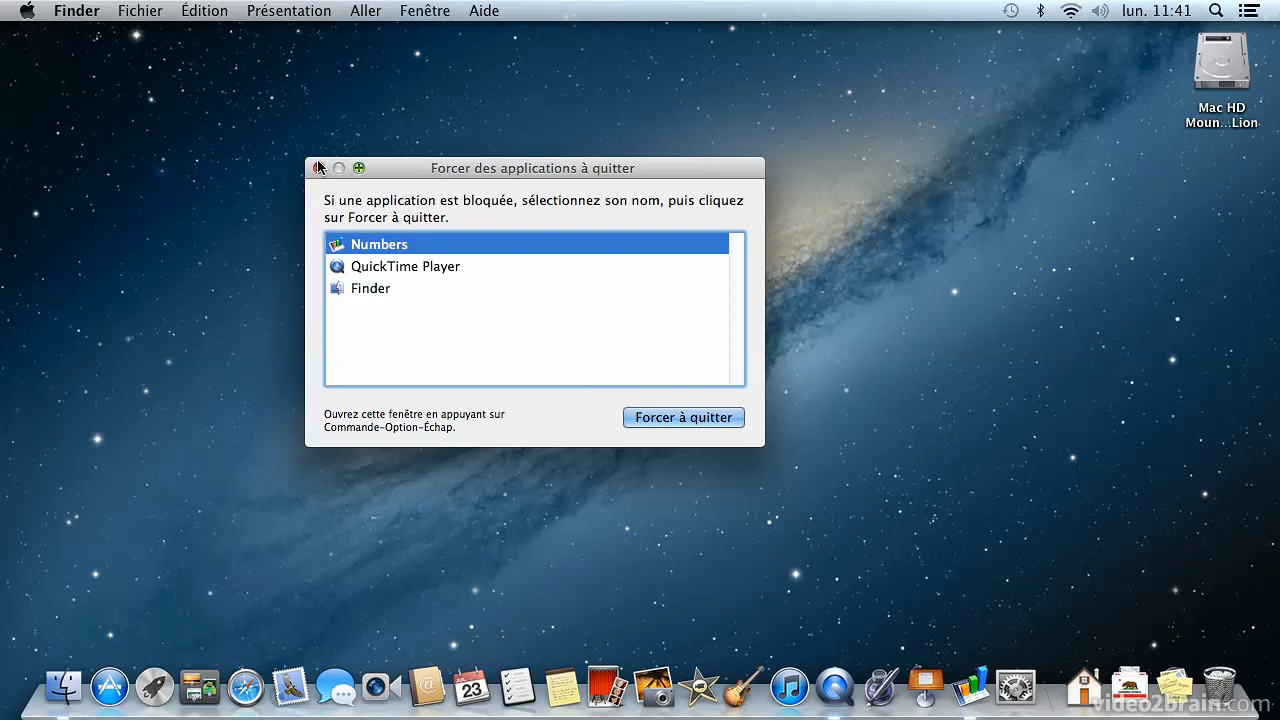 Finder Fichier Édition Présentation Aller Fenêtre Aide lun. 11:41
Mac HD
Moun...Lion
Forcer des applications à quitter
Si une application est bloquée, sélectionnez son nom, puis cliquez
sur Forcer à quitter.
Numbers
QuickTime Player
Finder
Ouvrez cette fenêtre en appuyant sur
Commande-Option-Échap.
Forcer à quitter
23
video2brain.com